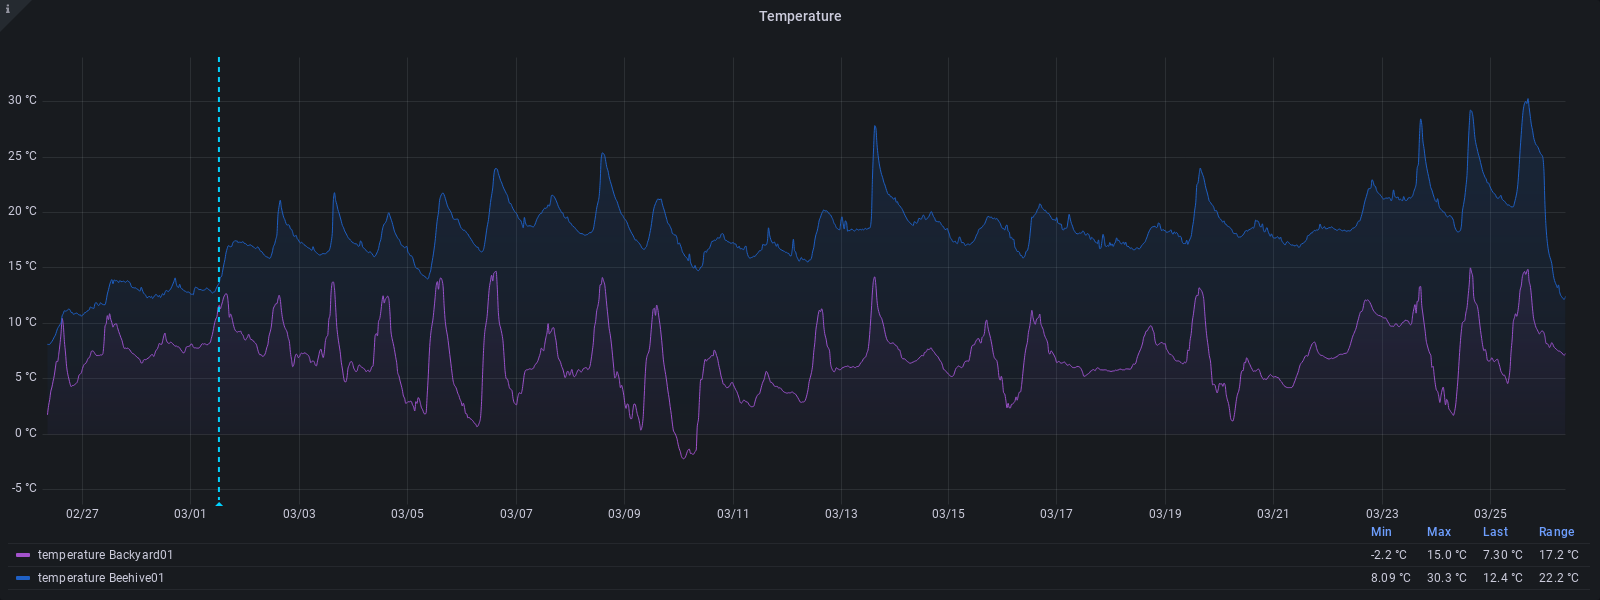 i
Temperature
30 °C
25 °C
20 °C
15 °C
10 °C
5 °C
0 °C
-5 °C
02/27 03/01 03/03 03/05 03/07 03/09 03/11 03/13 03/15 03/17 03/19 03/21 03/23 03/25
Min Max Last Range
temperature Backyard01 -2.2 °C 15.0 °C 7.30 °C 17.2 °C
temperature Beehive01 8.09 °C 30.3 °C 12.4 °C 22.2 °C